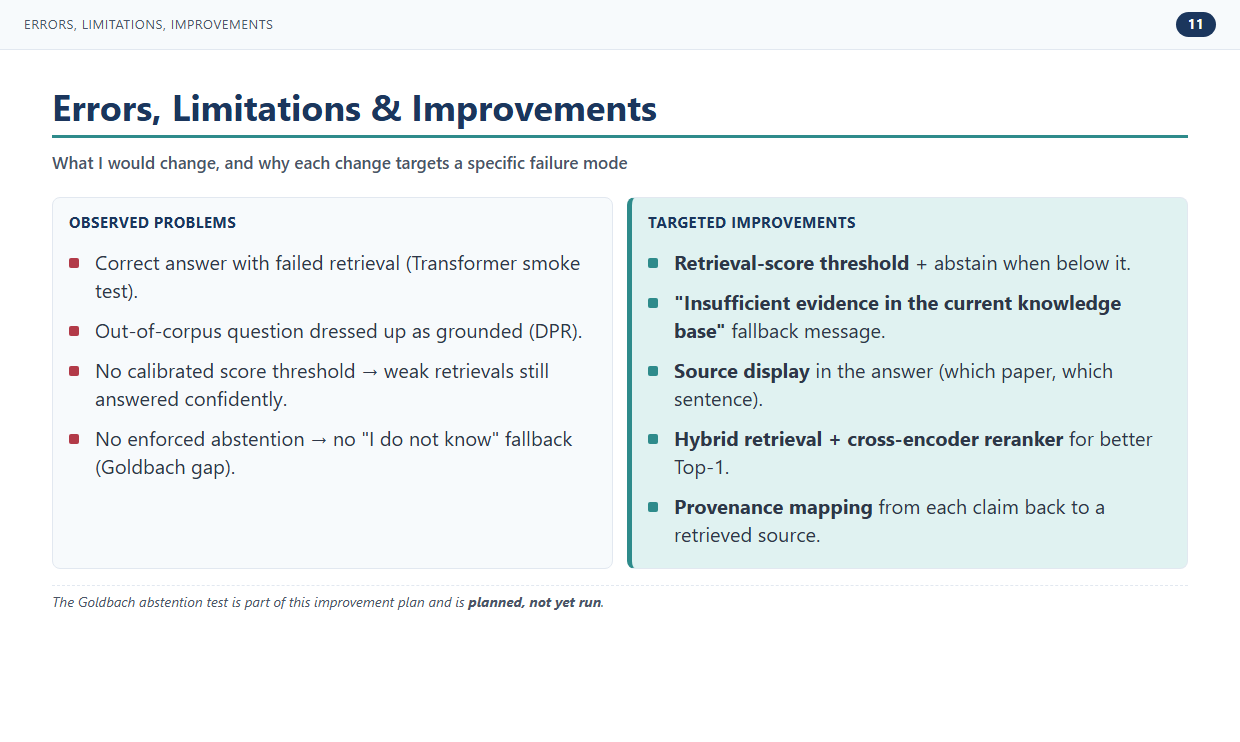 ERRORS, LIMITATIONS, IMPROVEMENTS
11
Errors, Limitations & Improvements
What I would change, and why each change targets a specific failure mode
OBSERVED PROBLEMS
Correct answer with failed retrieval (Transformer smoke
test).
Out-of-corpus question dressed up as grounded (DPR).
No calibrated score threshold → weak retrievals still
answered confidently.
No enforced abstention → no "I do not know" fallback
(Goldbach gap).
TARGETED IMPROVEMENTS
Retrieval-score threshold + abstain when below it.
"Insufficient evidence in the current knowledge
base" fallback message.
Source display in the answer (which paper, which
sentence).
Hybrid retrieval + cross-encoder reranker for better
Top-1.
Provenance mapping from each claim back to a
retrieved source.
The Goldbach abstention test is part of this improvement plan and is planned, not yet run.